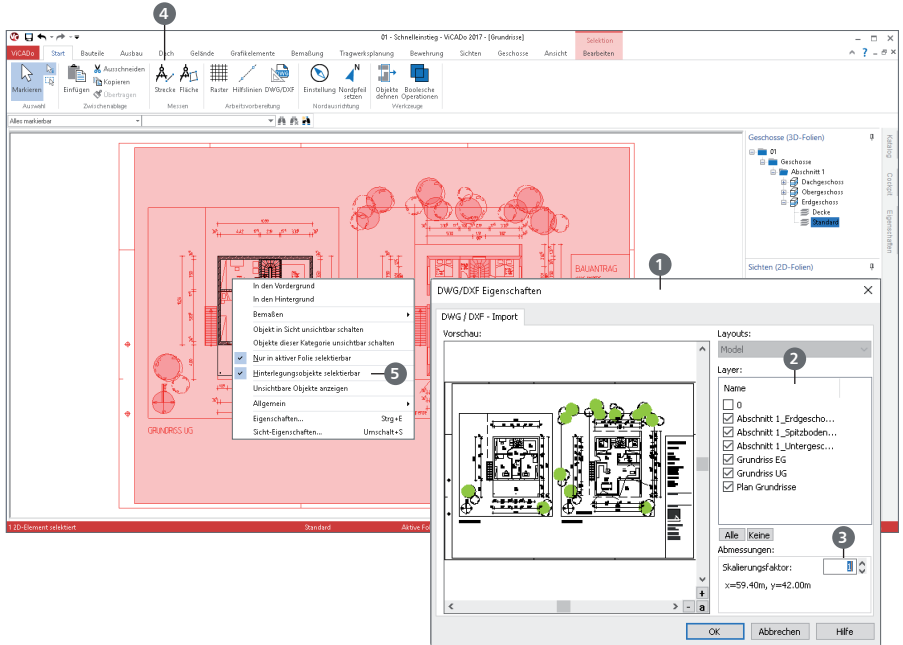 4
01 - Schnelleinstieg - ViCADo 2017 - [Grundrisse]
Selektion
ViCADo Start Bauteile Ausbau Dach Gelände Grafikelemente Bemaßung Tragwerksplanung Bewehrung Sichten Geschosse Ansicht Bearbeiten
Markieren
Einfügen
Ausschneiden
Kopieren
Übertragen
Strecke Fläche
Raster Hilfslinien DWG/DXF
Einstellung Nordpfeil setzen
Objekte dehnen
Boolesche Operationen
Auswahl Zwischenablage Messen Arbeitsvorbereitung Nordausrichtung Werkzeuge
Alles markierbar
Geschosse (3D-Folien)
01
Geschosse
Abschnitt 1
Dachgeschoss
Obergeschoss
Erdgeschoss
Decke
Standard
Katalog
Cockpit
Eigenschaften
Sichten (2D-Folien)
BAUANTRAG
GRUNDRISS UG
In den Vordergrund
In den Hintergrund
Bemaßen
Objekt in Sicht unsichtbar schalten
Objekte dieser Kategorie unsichtbar schalten
Nur in aktiver Folie selektierbar
Hinterlegungsobjekte selektierbar
5
Unsichtbare Objekte anzeigen
Allgemein
Eigenschaften... Strg+E
Sicht-Eigenschaften... Umschalt+S
1 2D-Element selektiert Standard Aktive Fol
1
DWG/DXF Eigenschaften
DWG / DXF - Import
Vorschau:
Layouts:
Model
2
Layer:
Name
0
Abschnitt 1_Erdgescho...
Abschnitt 1_Spitzboden...
Abschnitt 1_Untergesc...
Grundriss EG
Grundriss UG
Plan Grundrisse
Alle Keine
3
Abmessungen:
Skalierungsfaktor: 1
x=59.40m, y=42.00m
+
- a
OK Abbrechen Hilfe